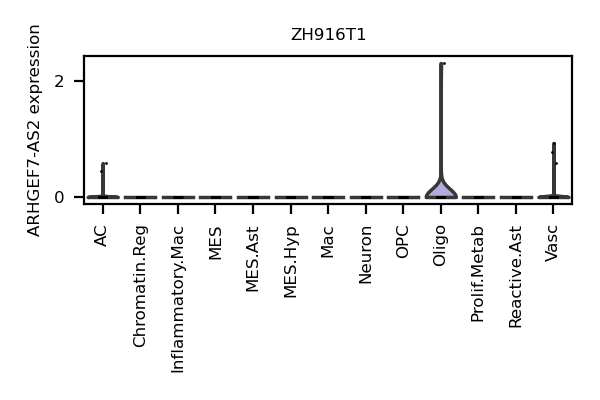 ZH916T1
ARHGEF7-AS2 expression
2
0
AC
Chromatin.Reg
Inflammatory.Mac
MES
MES.Ast
MES.Hyp
Mac
Neuron
OPC
Oligo
Prolif.Metab
Reactive.Ast
Vasc